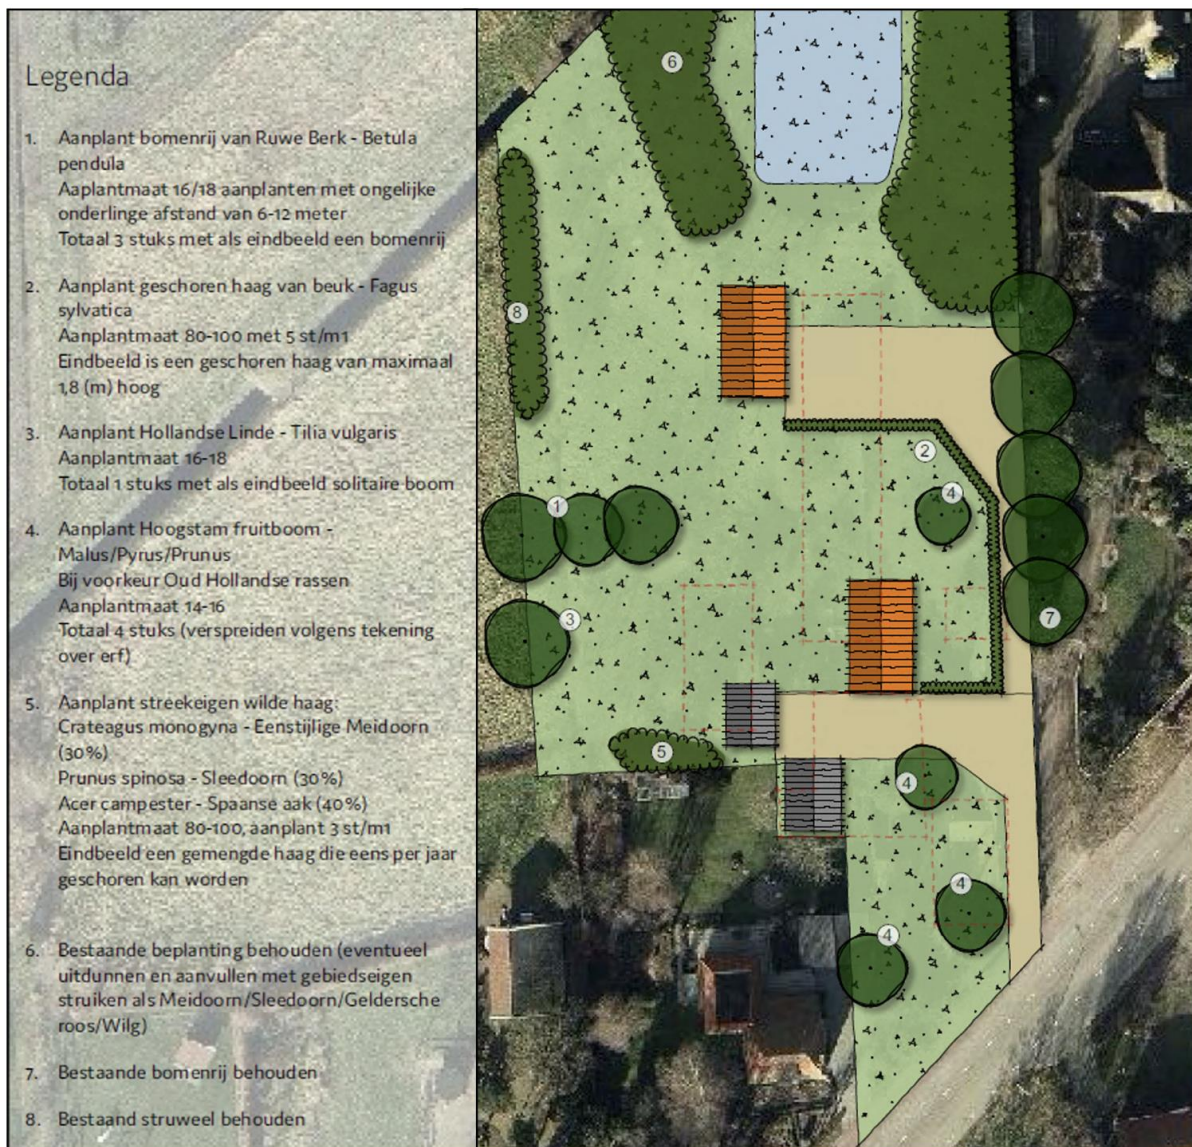 Legenda
1. Aanplant bomenrij van Ruwe Berk - Betula
pendula
Aaplantmaat 16/18 aanplanten met ongelijke
onderlinge afstand van 6-12 meter
Totaal 3 stuks met als eindbeeld een bomenrij
2. Aanplant geschoren haag van beuk - Fagus
sylvatica
Aanplantmaat 80-100 met 5 st/m1
Eindbeeld is een geschoren haag van maximaal
1,8 (m) hoog
3. Aanplant Hollandse Linde - Tilia vulgaris
Aanplantmaat 16-18
Totaal 1 stuks met als eindbeeld solitaire boom
4. Aanplant Hoogstam fruitboom -
Malus/Pyrus/Prunus
Bij voorkeur Oud Hollandse rassen
Aanplantmaat 14-16
Totaal 4 stuks (verspreiden volgens tekening
over erf)
5. Aanplant streekeigen wilde haag:
Crateagus monogyna - Eenstijlige Meidoorn
(30%)
Prunus spinosa - Sleedoorn (30%)
Acer campester - Spaanse aak (40%)
Aanplantmaat 80-100, aanplant 3 st/m1
Eindbeeld een gemengde haag die eens per jaar
geschoren kan worden
6. Bestaande beplanting behouden (eventueel
uitdunnen en aanvullen met gebiedseigen
struiken als Meidoorn/Sleedoorn/Geldersche
roos/Wilg)
7. Bestaande bomenrij behouden
8. Bestaand struweel behouden
6
8
2
4
1
3
7
5
4
4
4